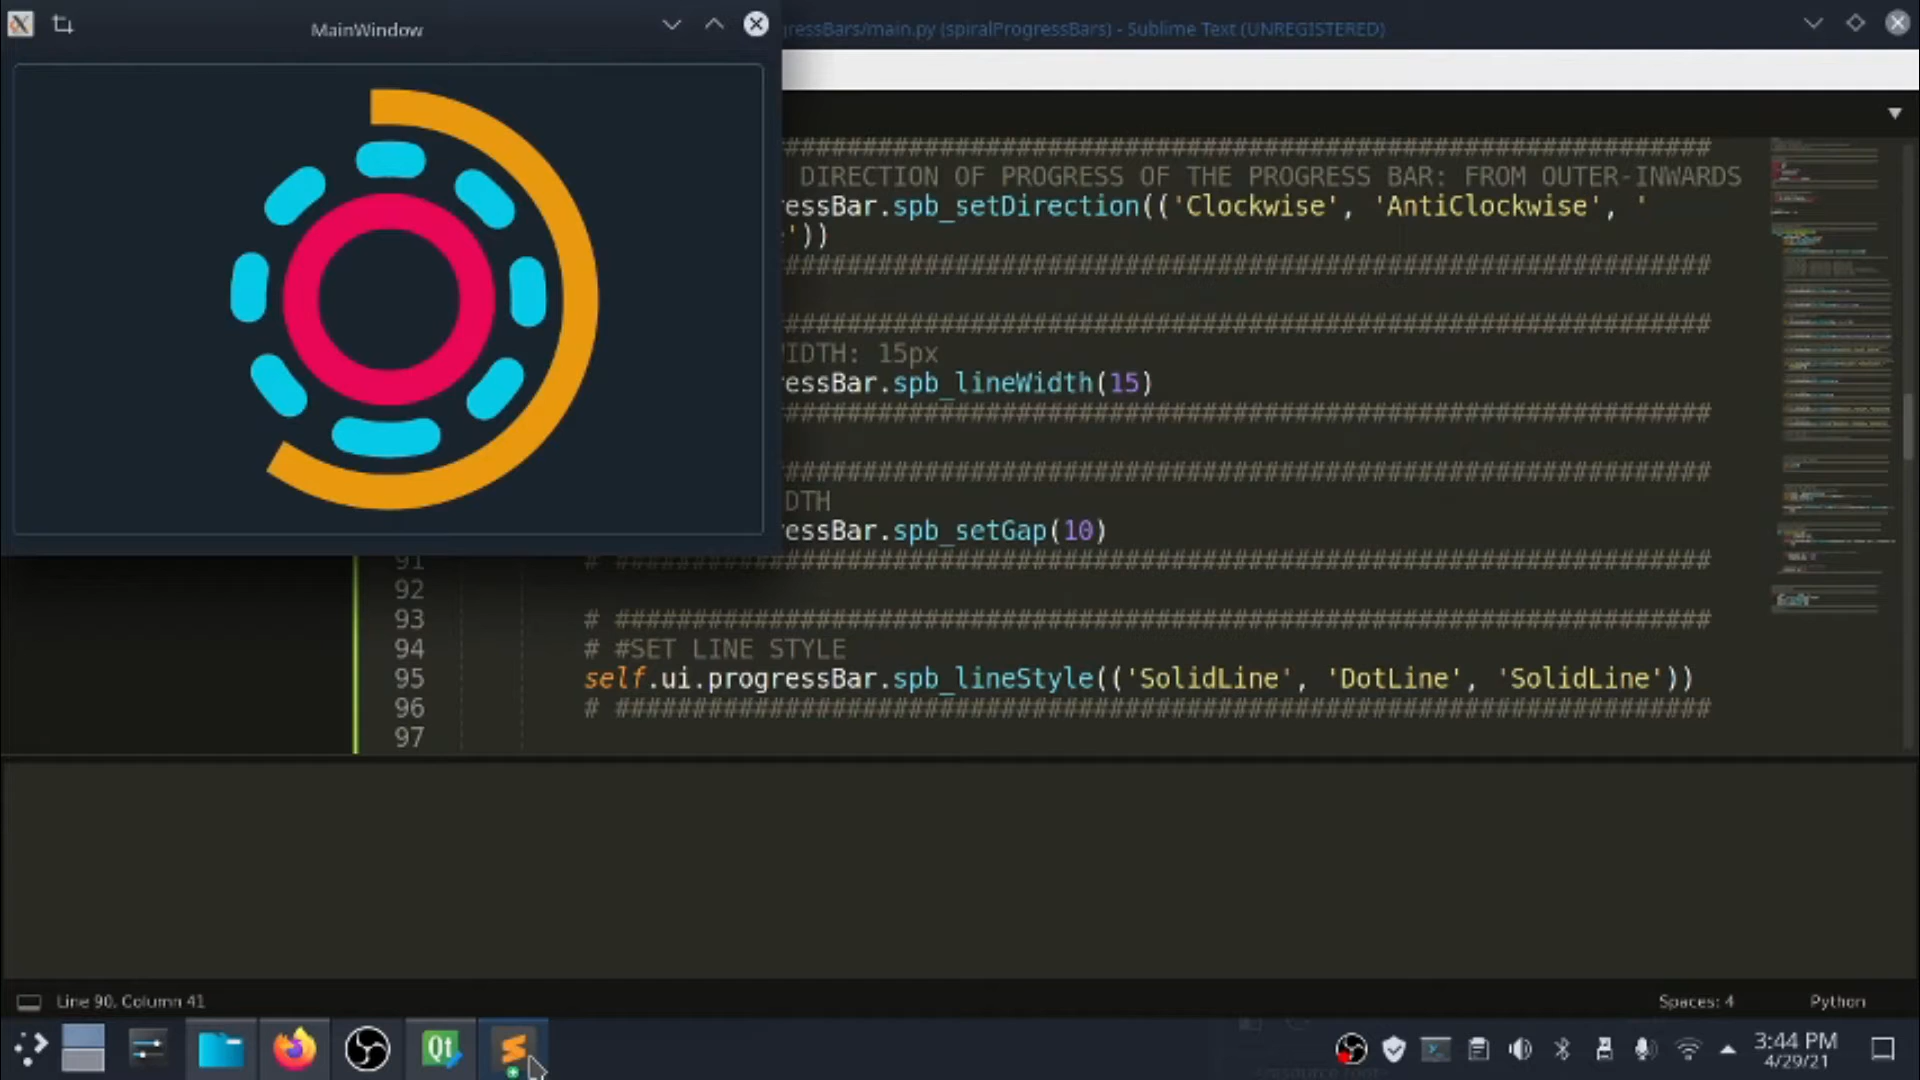 MainWindow
gressBars/main.py (spiralProgressBars) - Sublime Text (UNREGISTERED)
##########################################################################
DIRECTION OF PROGRESS OF THE PROGRESS BAR: FROM OUTER-INWARDS
essBar.spb_setDirection(('Clockwise', 'AntiClockwise', '
'))
IDTH: 15px
essBar.spb_lineWidth(15)
DTH
essBar.spb_setGap(10)
91
92
93
94 # #SET LINE STYLE
95 self.ui.progressBar.spb_lineStyle(('SolidLine', 'DotLine', 'SolidLine'))
96
97
Line 90, Column 41
Spaces: 4
Python
Qt
3:44 PM
4/29/21